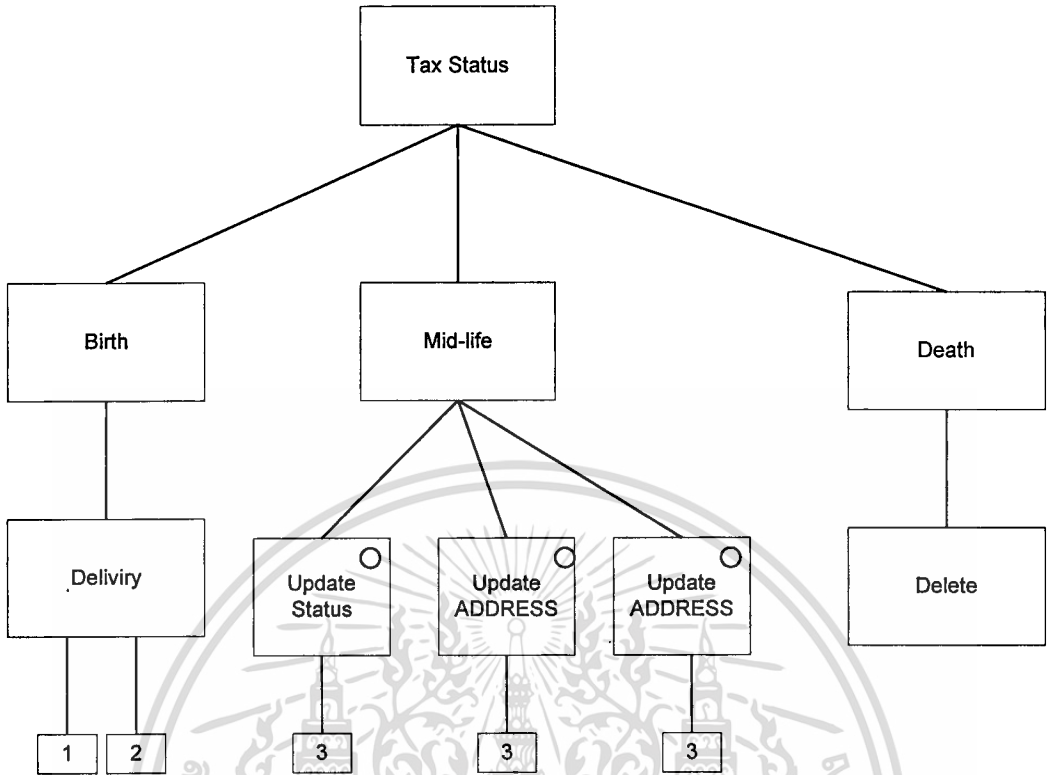 Tax Status
Birth
Mid-life
Death
Deliviry
Update
Status
Update
ADDRESS
Update
ADDRESS
Delete
1
2
3
3
3